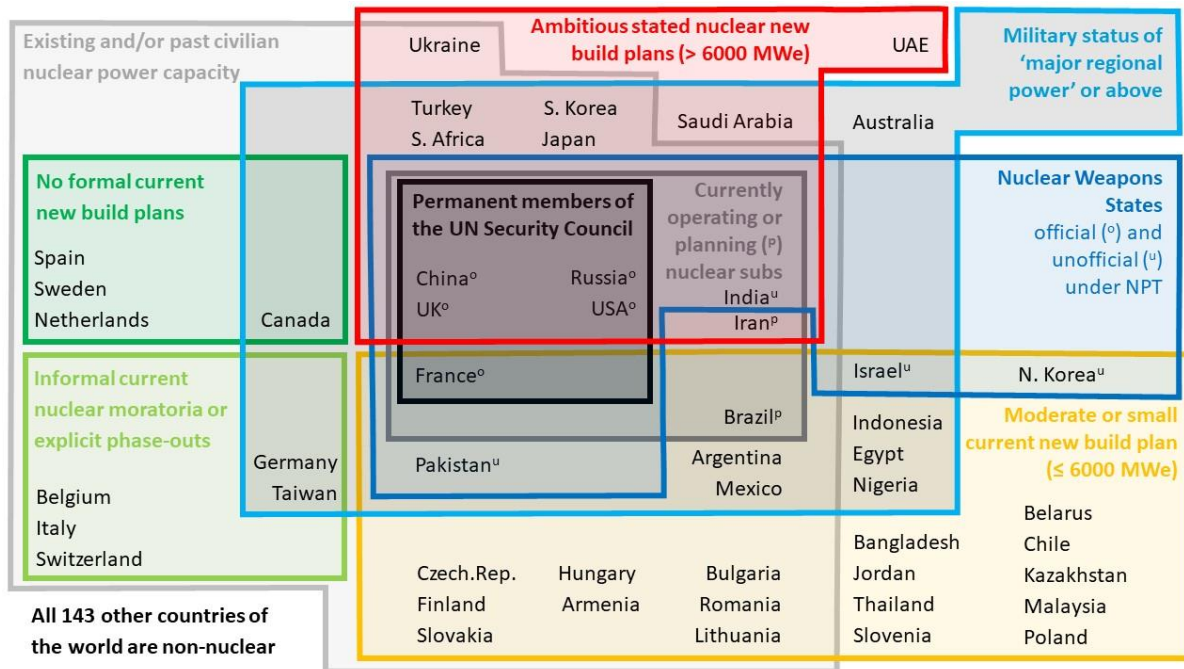 Existing and/or past civilian
nuclear power capacity
Ukraine
Ambitious stated nuclear new
build plans (> 6000 MWe)
UAE
Military status of
‘major regional
power’ or above
Turkey
S. Africa
S. Korea
Japan
Saudi Arabia
Australia
No formal current
new build plans
Spain
Sweden
Netherlands
Canada
Permanent members of
the UN Security Council
Chinaᵒ
Russiaᵒ
UKᵒ
USAᵒ
Franceᵒ
Currently
operating or
planning (ᵖ)
nuclear subs
Indiaᵘ
Iranᵖ
Brazilᵖ
Nuclear Weapons
States
official (ᵒ) and
unofficial (ᵘ)
under NPT
Israelᵘ
N. Koreaᵘ
Informal current
nuclear moratoria or
explicit phase-outs
Germany
Taiwan
Belgium
Italy
Switzerland
Pakistanᵘ
Argentina
Mexico
Indonesia
Egypt
Nigeria
Moderate or small
current new build plan
(≤ 6000 MWe)
Czech.Rep.
Finland
Slovakia
Hungary
Armenia
Bulgaria
Romania
Lithuania
Bangladesh
Jordan
Thailand
Slovenia
Belarus
Chile
Kazakhstan
Malaysia
Poland
All 143 other countries of
the world are non-nuclear